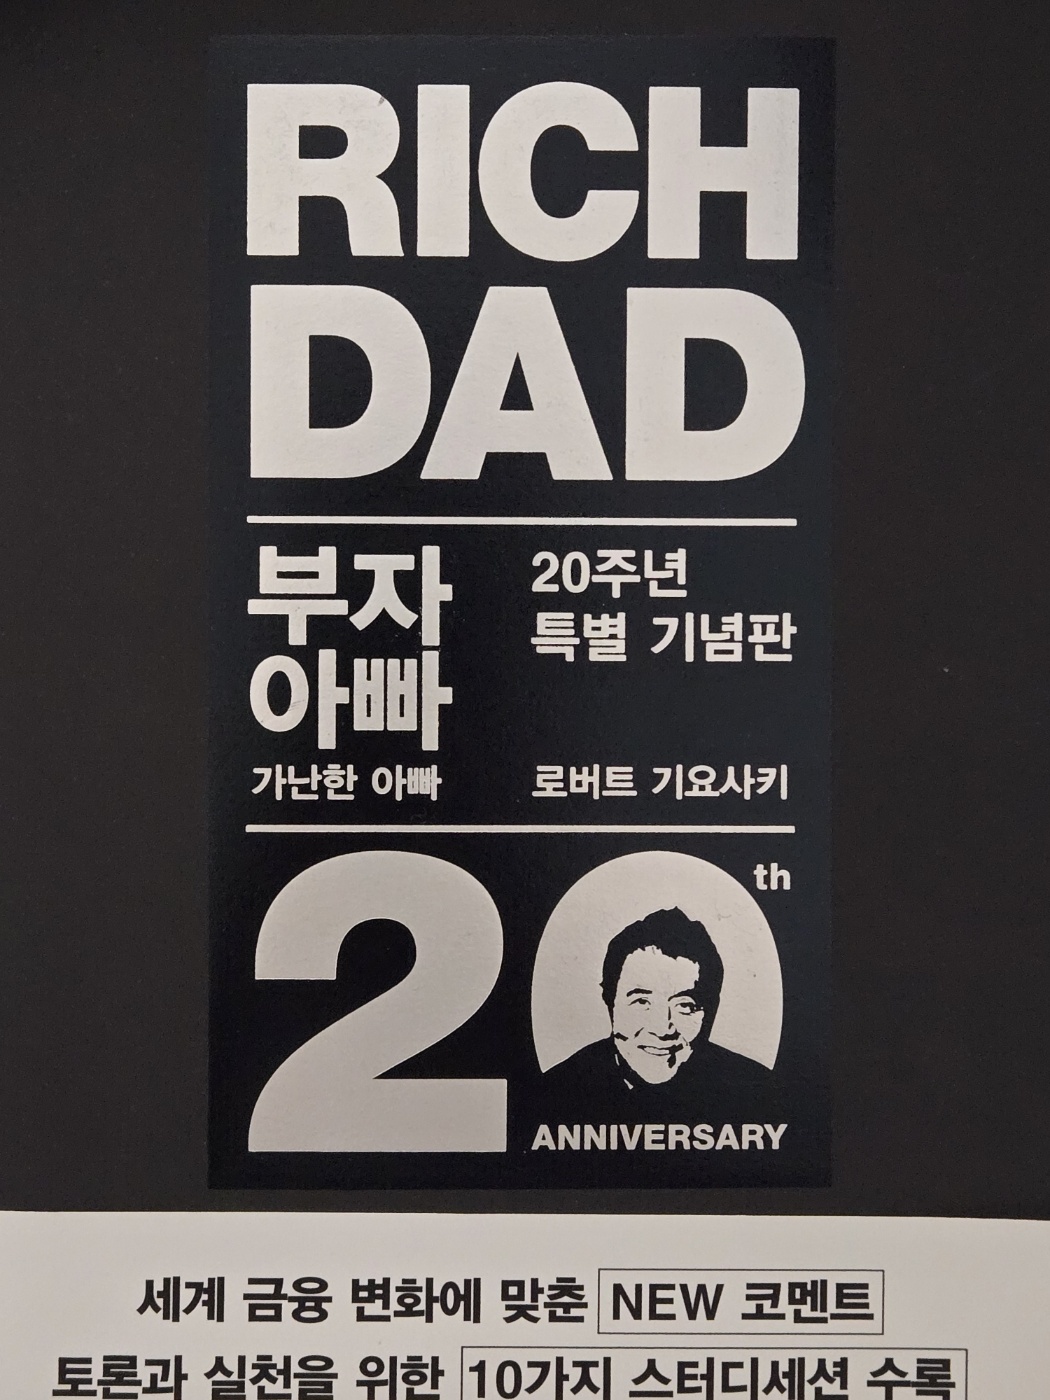 RICH
DAD
부자
아빠
가난한 아빠
20주년
특별 기념판
로버트 기요사키
20th
ANNIVERSARY
세계 금융 변화에 맞춘 NEW 코멘트
토론과 실천을 위한 10가지 스터디세션 수록